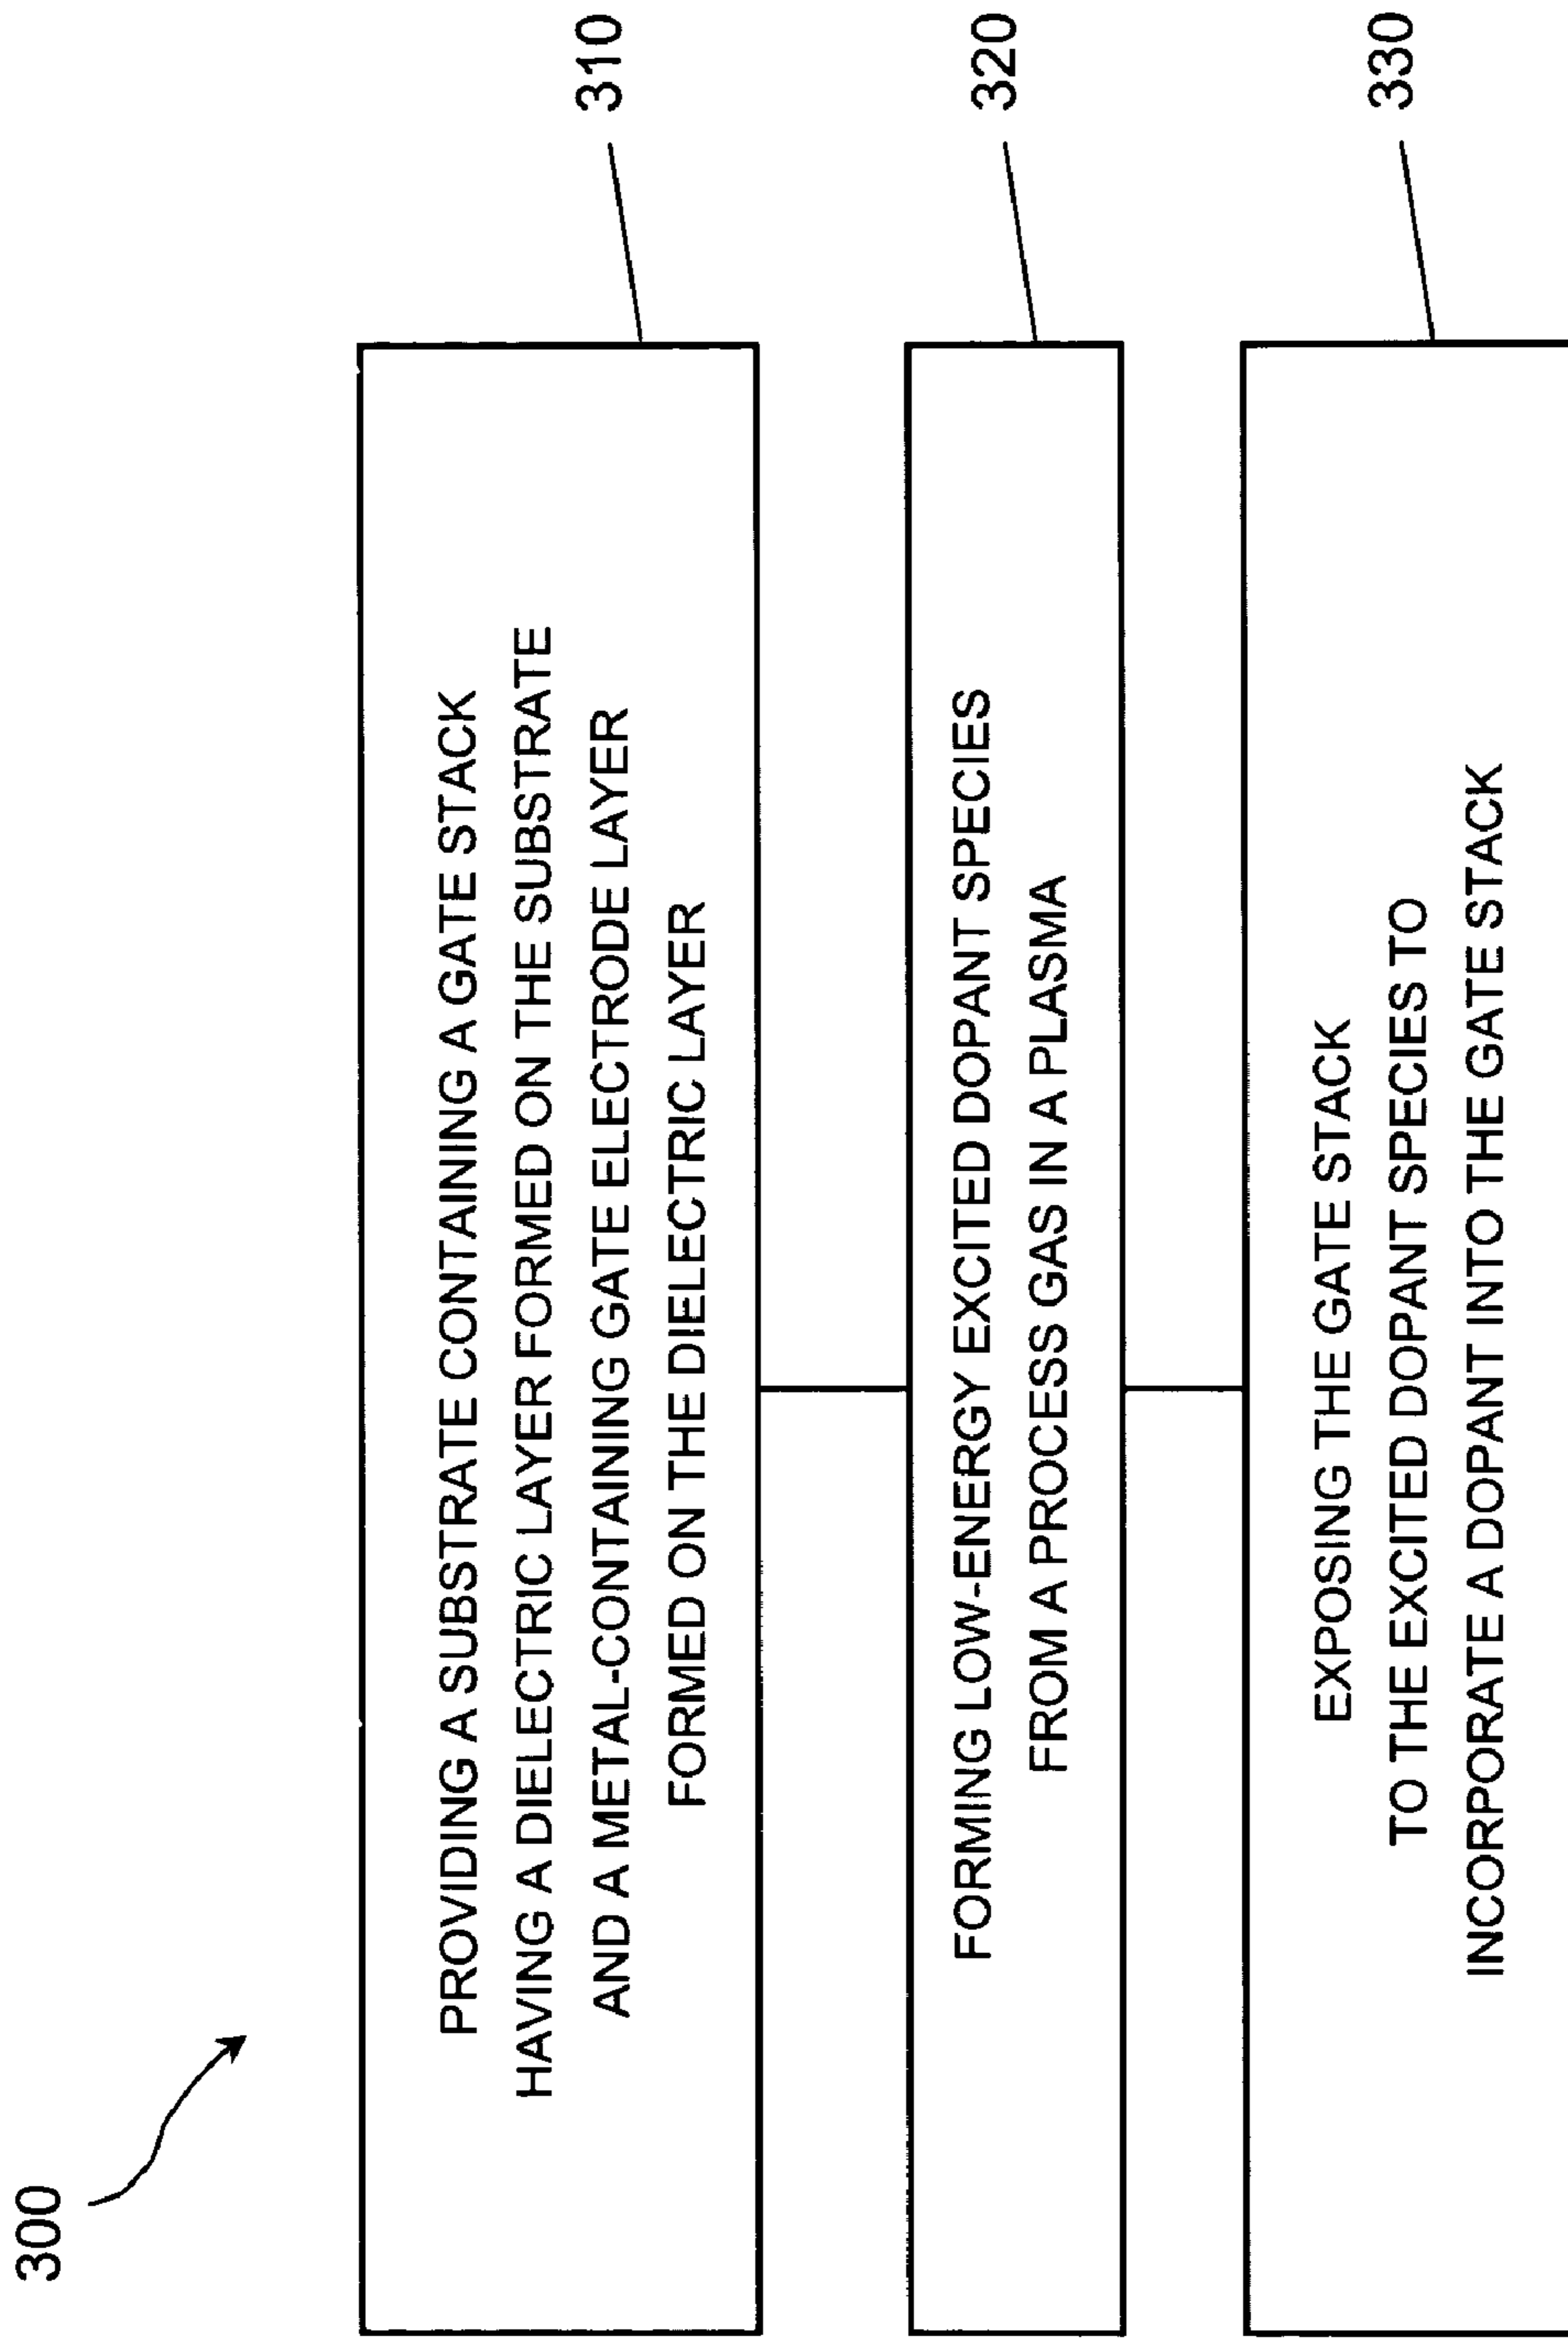 300
PROVIDING A SUBSTRATE CONTAINING A GATE STACK
HAVING A DIELECTRIC LAYER FORMED ON THE SUBSTRATE
AND A METAL-CONTAINING GATE ELECTRODE LAYER
FORMED ON THE DIELECTRIC LAYER
310
FORMING LOW-ENERGY EXCITED DOPANT SPECIES
FROM A PROCESS GAS IN A PLASMA
320
EXPOSING THE GATE STACK
TO THE EXCITED DOPANT SPECIES TO
INCORPORATE A DOPANT INTO THE GATE STACK
330